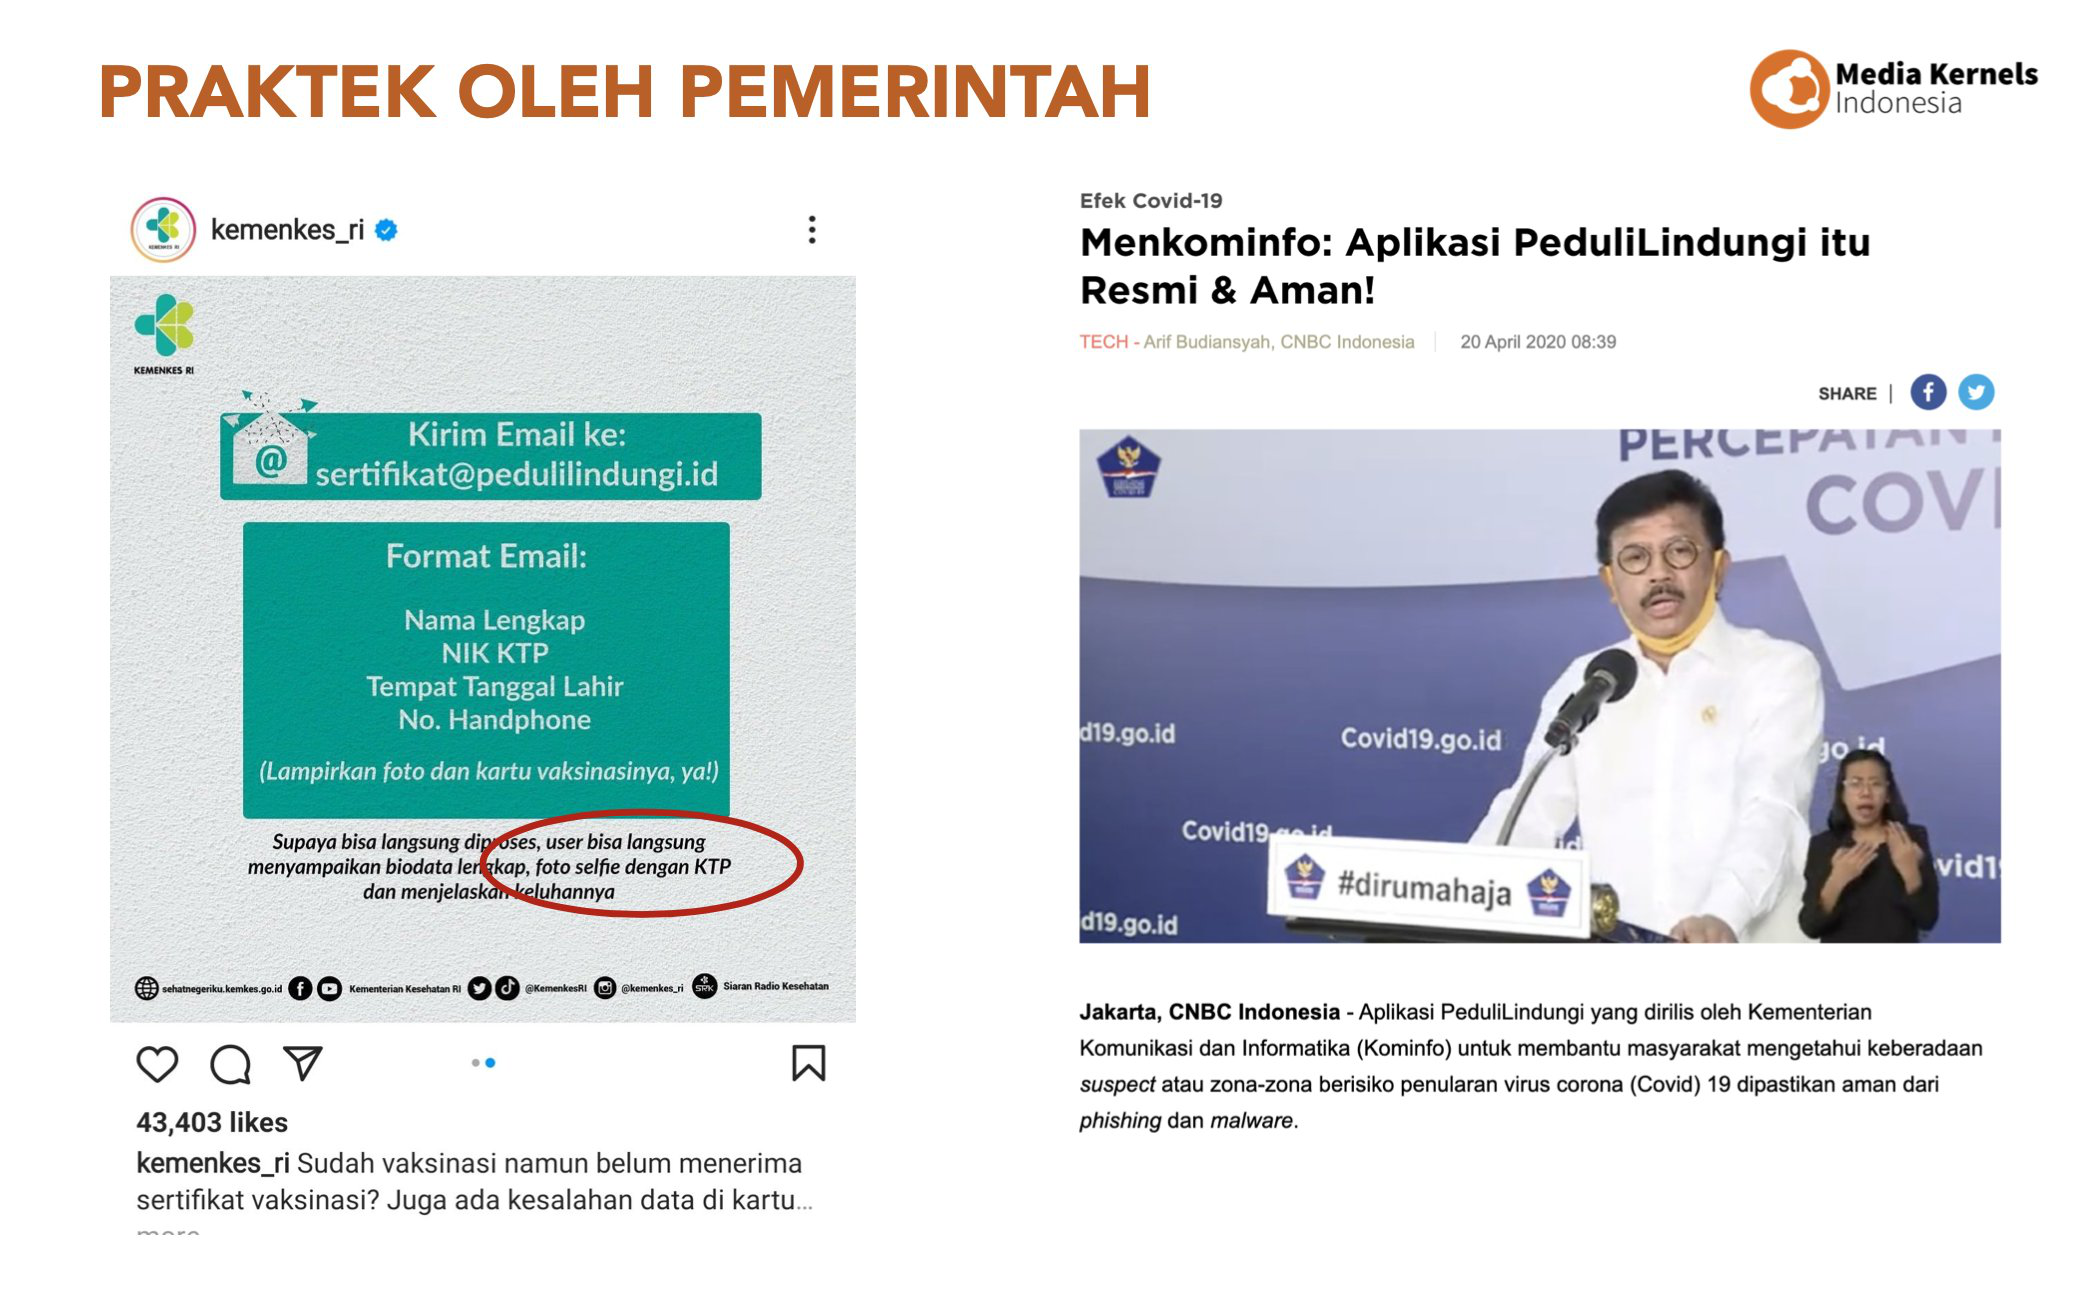 PRAKTEK OLEH PEMERINTAH
Media Kernels
Indonesia
kemenkes_ri
KEMENKES RI
KEMENKES RI
@
Kirim Email ke:
sertifikat@pedulilindungi.id
Format Email:
Nama Lengkap
NIK KTP
Tempat Tanggal Lahir
No. Handphone
(Lampirkan foto dan kartu vaksinasinya, ya!)
Supaya bisa langsung diproses, user bisa langsung
menyampaikan biodata lengkap, foto selfie dengan KTP
dan menjelaskan keluhannya
sehatnegeriku.kemkes.go.id Kementerian Kesehatan RI @KemenkesRI @kemenkes_ri SRK Siaran Radio Kesehatan
43,403 likes
kemenkes_ri Sudah vaksinasi namun belum menerima
sertifikat vaksinasi? Juga ada kesalahan data di kartu...
more
Efek Covid-19
Menkominfo: Aplikasi PeduliLindungi itu
Resmi & Aman!
TECH - Arif Budiansyah, CNBC Indonesia 20 April 2020 08:39
SHARE |
PERCEPATAN
COVI
d19.go.id
Covid19.go.id
go.id
Covid19.go.id
id
vid1
#dirumahaja
d19.go.id
Jakarta, CNBC Indonesia - Aplikasi PeduliLindungi yang dirilis oleh Kementerian
Komunikasi dan Informatika (Kominfo) untuk membantu masyarakat mengetahui keberadaan
suspect atau zona-zona berisiko penularan virus corona (Covid) 19 dipastikan aman dari
phishing dan malware.